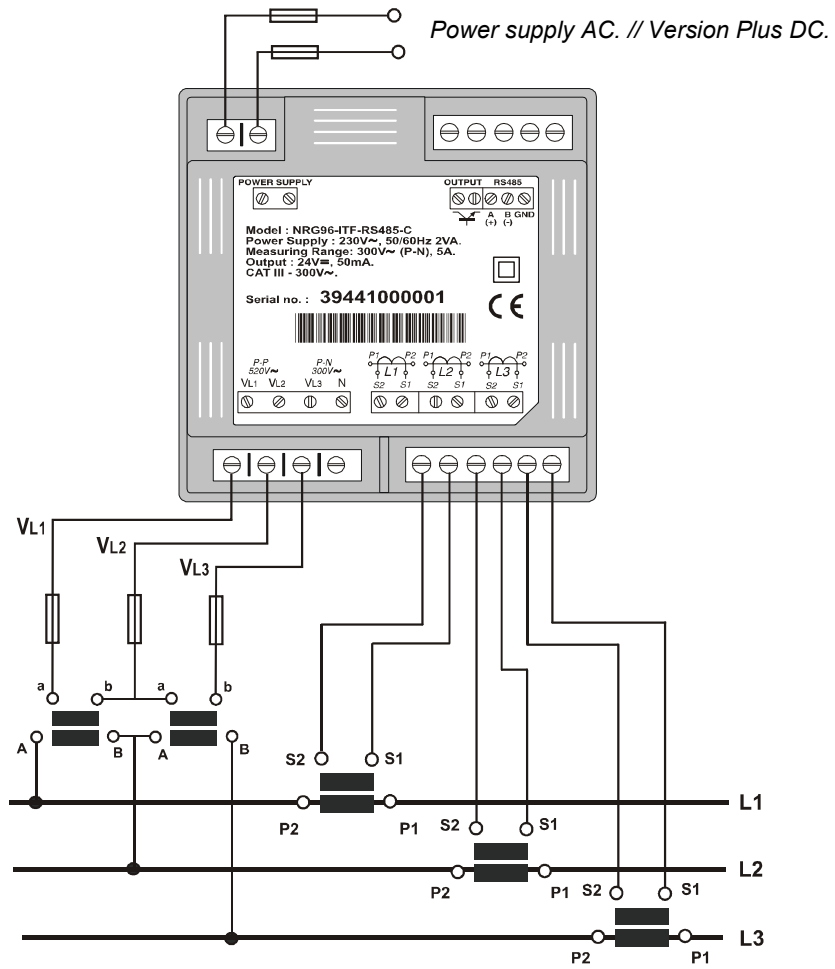 Power supply AC. // Version Plus DC.
POWER SUPPLY
OUTPUT RS485
A B GND
(+) (-)
Model : NRG96-ITF-RS485-C
Power Supply : 230V~, 50/60Hz 2VA.
Measuring Range: 300V~ (P-N), 5A.
Output : 24V⎓, 50mA.
CAT III - 300V~.
Serial no. : 39441000001
CE
P-P P-N
520V~ 300V~
VL1 VL2 VL3 N
P1 P2 P1 P2 P1 P2
L1 L2 L3
S2 S1 S2 S1 S2 S1
VL1
VL2
VL3
a b a b
A B A B
S2 S1
P2 P1 L1
S2 S1
P2 P1 L2
S2 S1
P2 P1 L3